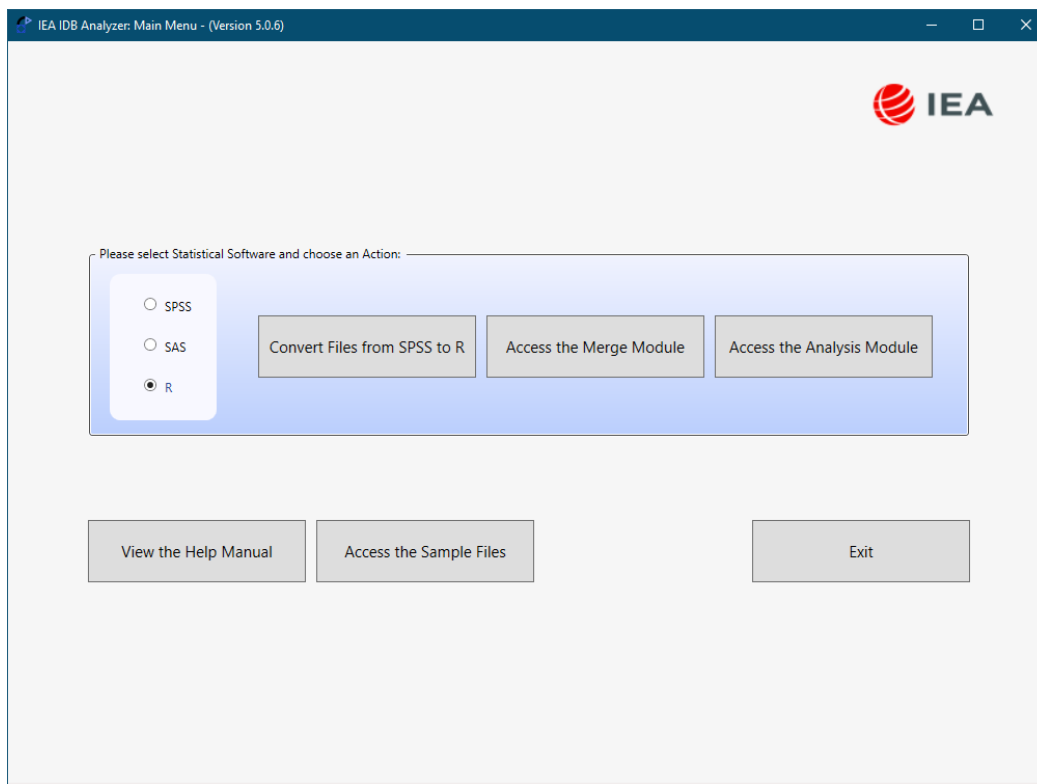 IEA IDB Analyzer: Main Menu - (Version 5.0.6)
IEA
Please select Statistical Software and choose an Action:
SPSS
SAS
R
Convert Files from SPSS to R
Access the Merge Module
Access the Analysis Module
View the Help Manual
Access the Sample Files
Exit